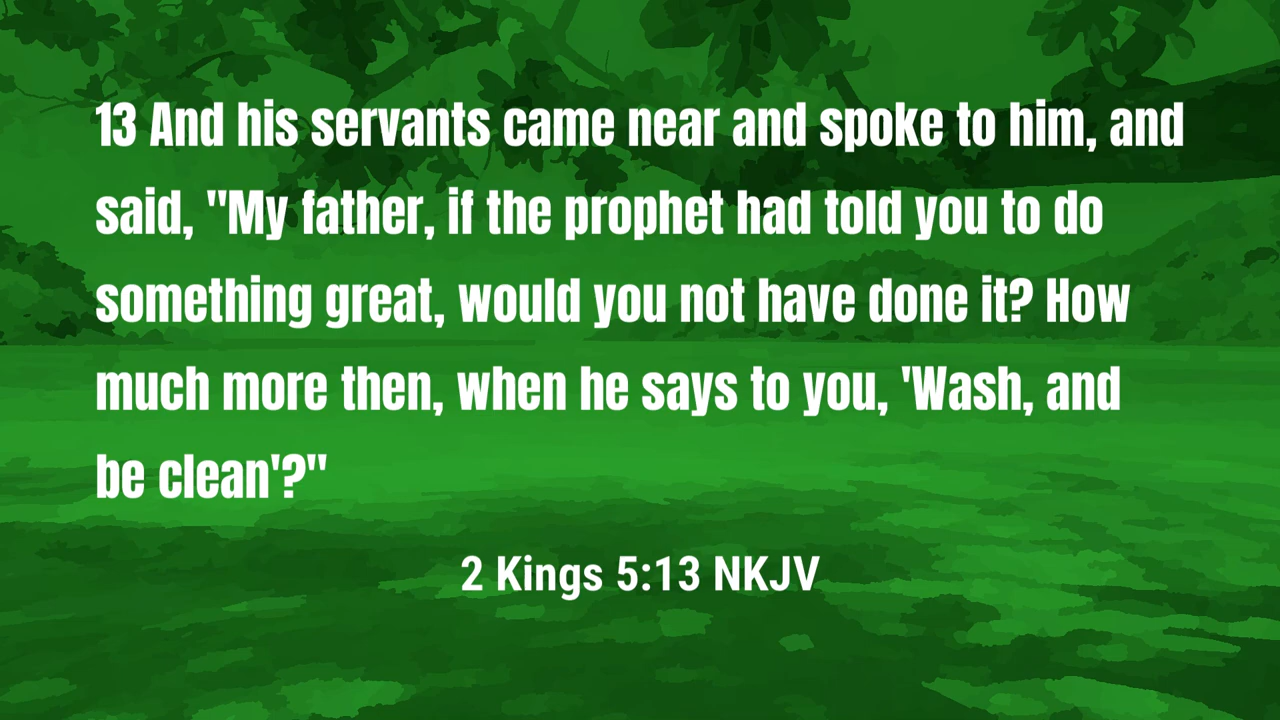 13 And his servants came near and spoke to him, and
said, "My father, if the prophet had told you to do
something great, would you not have done it? How
much more then, when he says to you, 'Wash, and
be clean'?"
2 Kings 5:13 NKJV